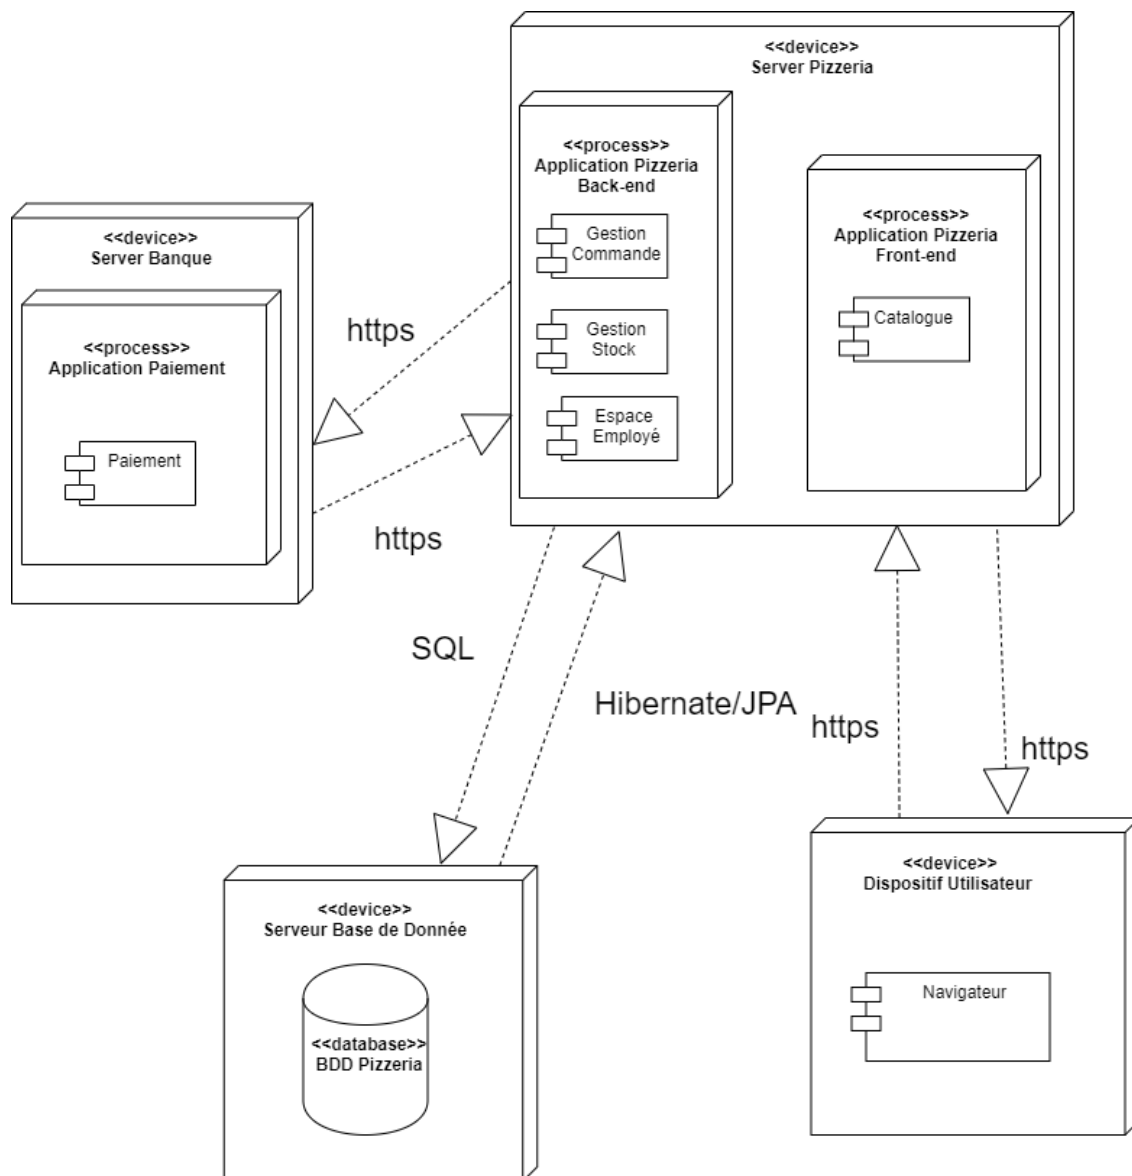 <<device>>
Server Pizzeria
<<process>>
Application Pizzeria
Back-end
Gestion
Commande
Gestion
Stock
Espace
Employé
<<process>>
Application Pizzeria
Front-end
Catalogue
<<device>>
Server Banque
<<process>>
Application Paiement
Paiement
https
https
SQL
Hibernate/JPA
https
https
<<device>>
Serveur Base de Donnée
<<database>>
BDD Pizzeria
<<device>>
Dispositif Utilisateur
Navigateur